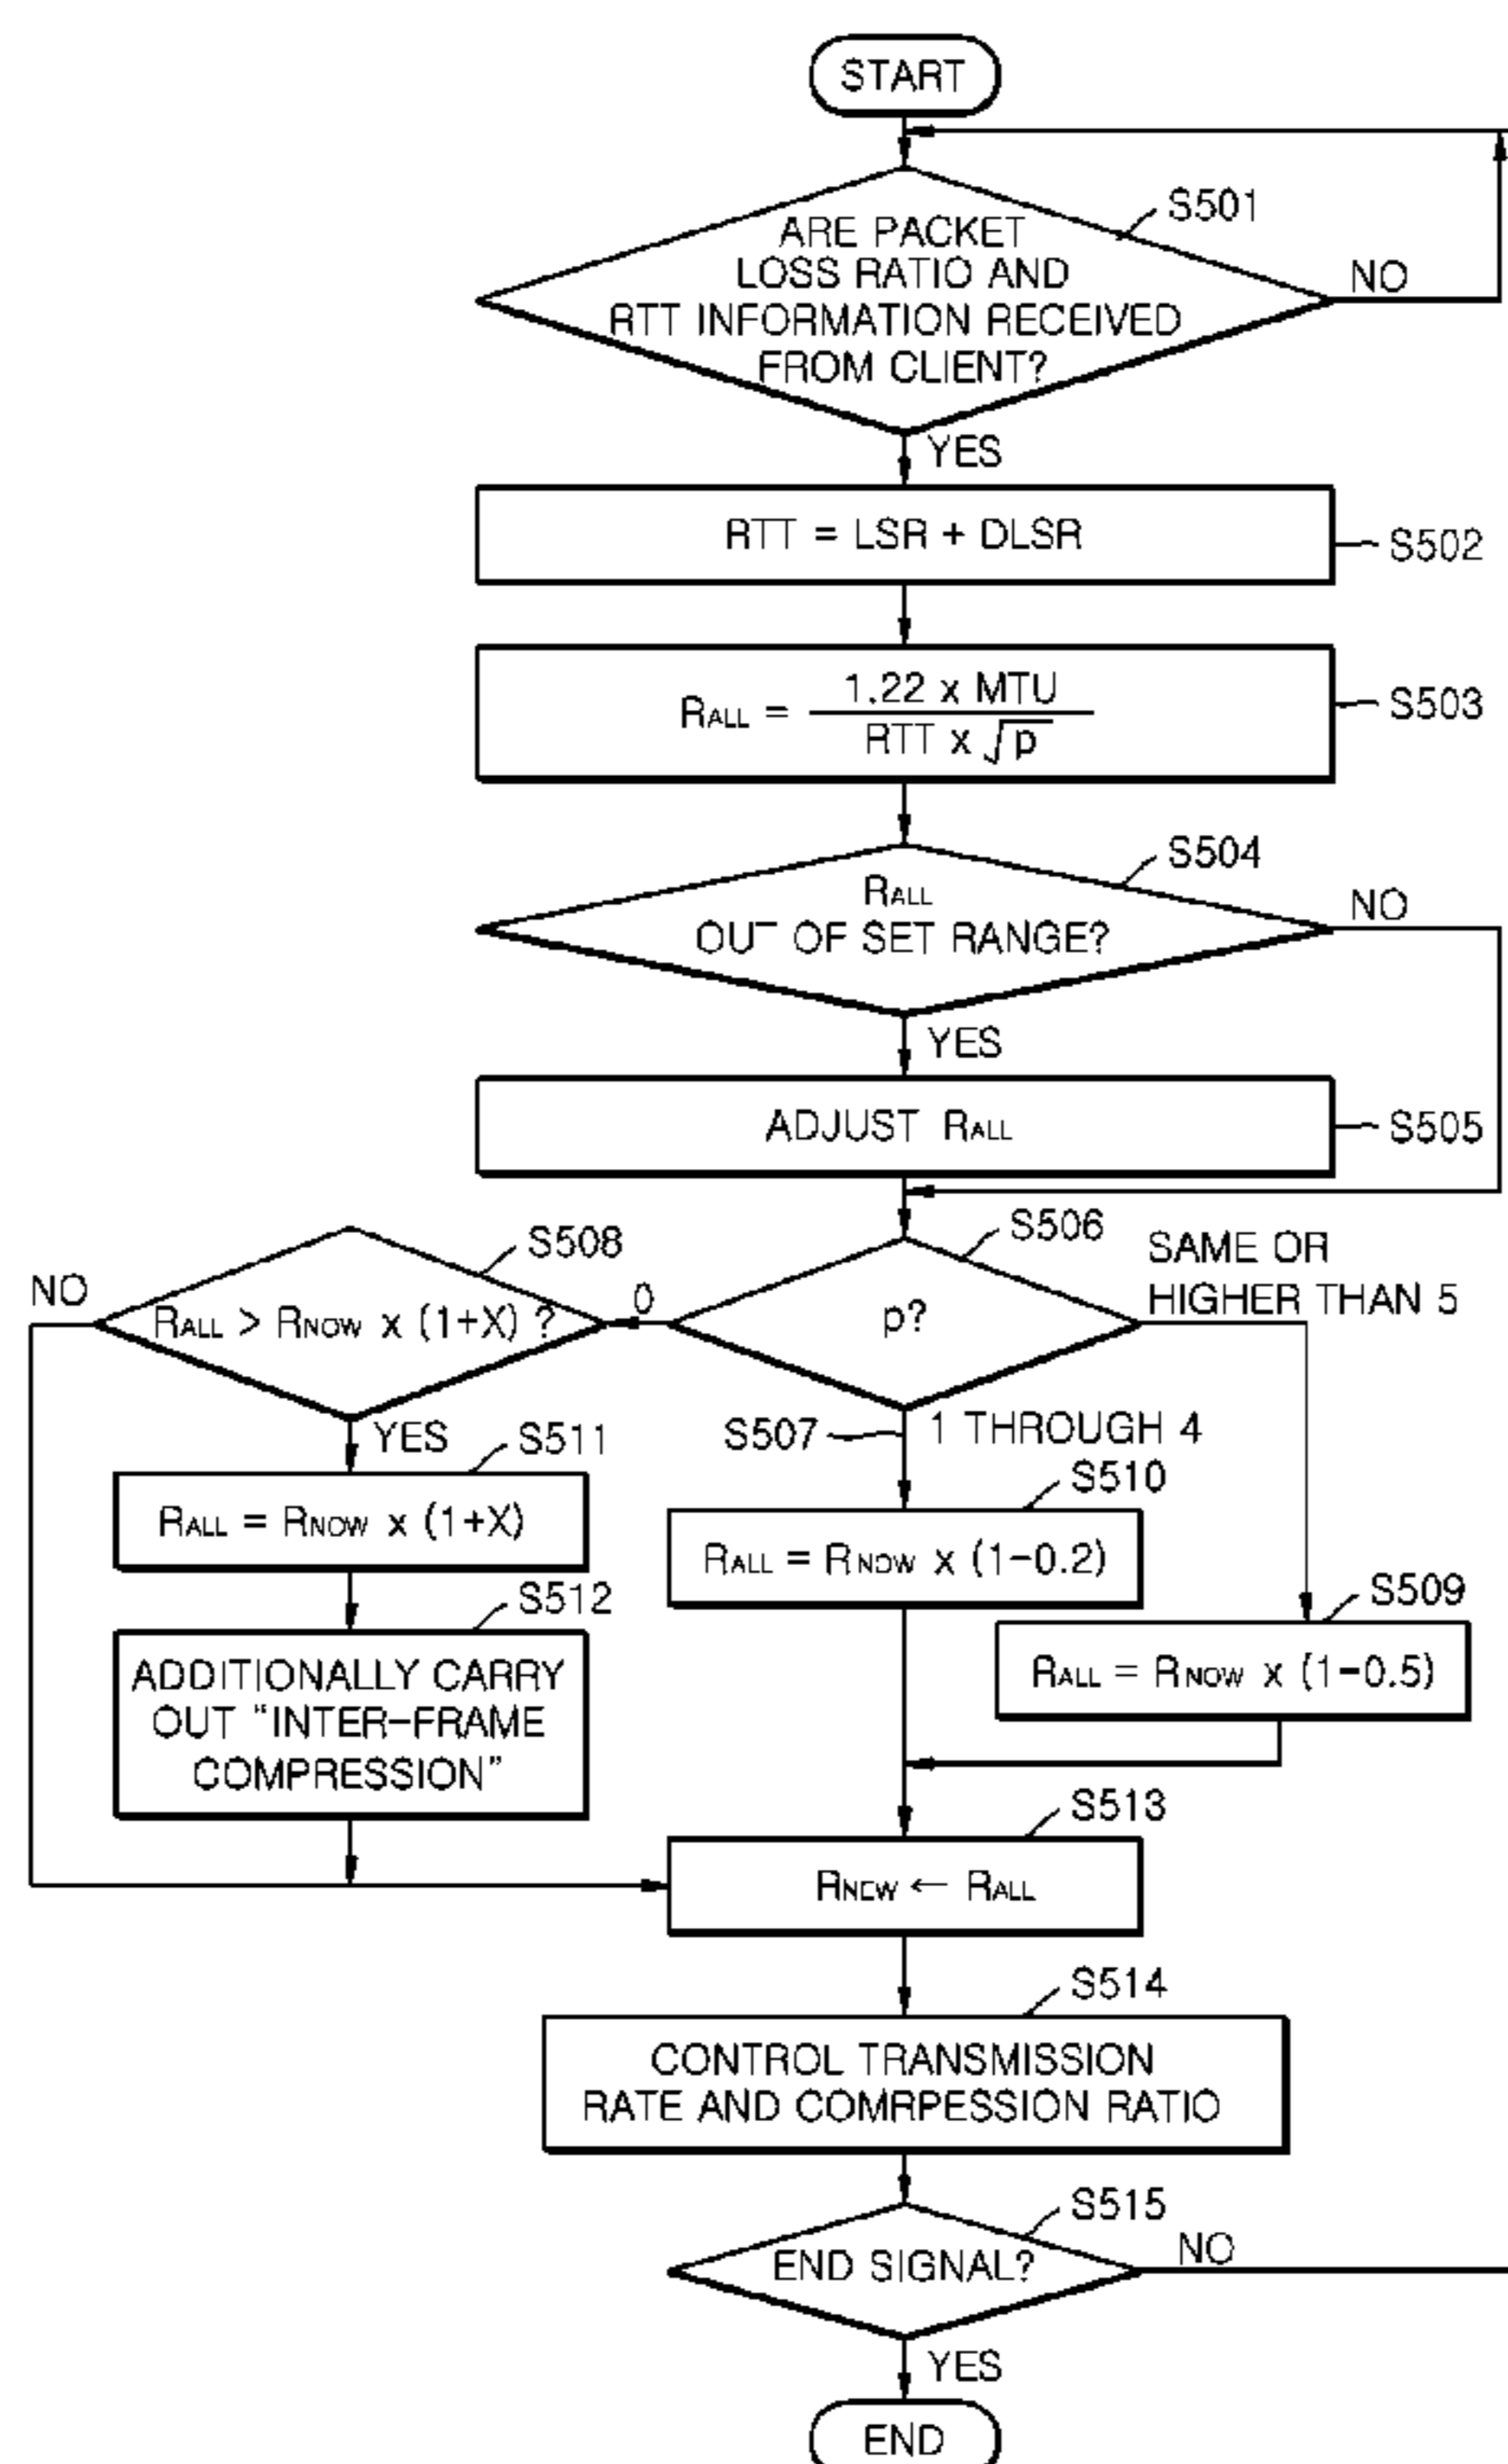 START
S501
ARE PACKET
LOSS RATIO AND
RTT INFORMATION RECEIVED
FROM CLIENT?
NO
YES
RTT = LSR + DLSR
S502
RALL = 1.22 x MTU / RTT x √p
S503
S504
RALL
OUT OF SET RANGE?
NO
YES
ADJUST RALL
S505
S506
SAME OR
HIGHER THAN 5
S508
NO
RALL > RNOW x (1+X) ?
0
p?
YES
S507
1 THROUGH 4
S511
RALL = RNOW x (1+X)
S510
RALL = RNOW x (1-0.2)
S512
ADDITIONALLY CARRY
OUT "INTER-FRAME
COMPRESSION"
S509
RALL = RNOW x (1-0.5)
S513
RNEW ← RALL
S514
CONTROL TRANSMISSION
RATE AND COMRPESSION RATIO
S515
END SIGNAL?
NO
YES
END